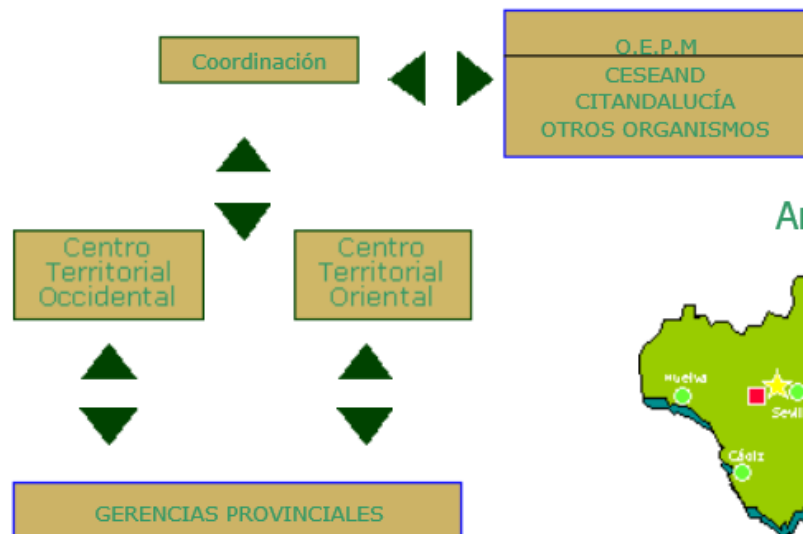 Coordinación
O.E.P.M
CESEAND
CITANDALUCÍA
OTROS ORGANISMOS
Centro
Territorial
Occidental
Centro
Territorial
Oriental
Huelva
Cádiz
GERENCIAS PROVINCIALES